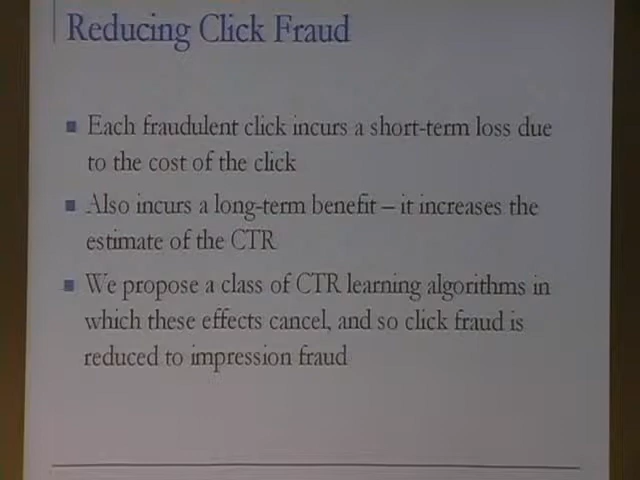 Reducing Click Fraud
Each fraudulent click incurs a short-term loss due
to the cost of the click
Also incurs a long-term benefit – it increases the
estimate of the CTR
We propose a class of CTR learning algorithms in
which these effects cancel, and so click fraud is
reduced to impression fraud